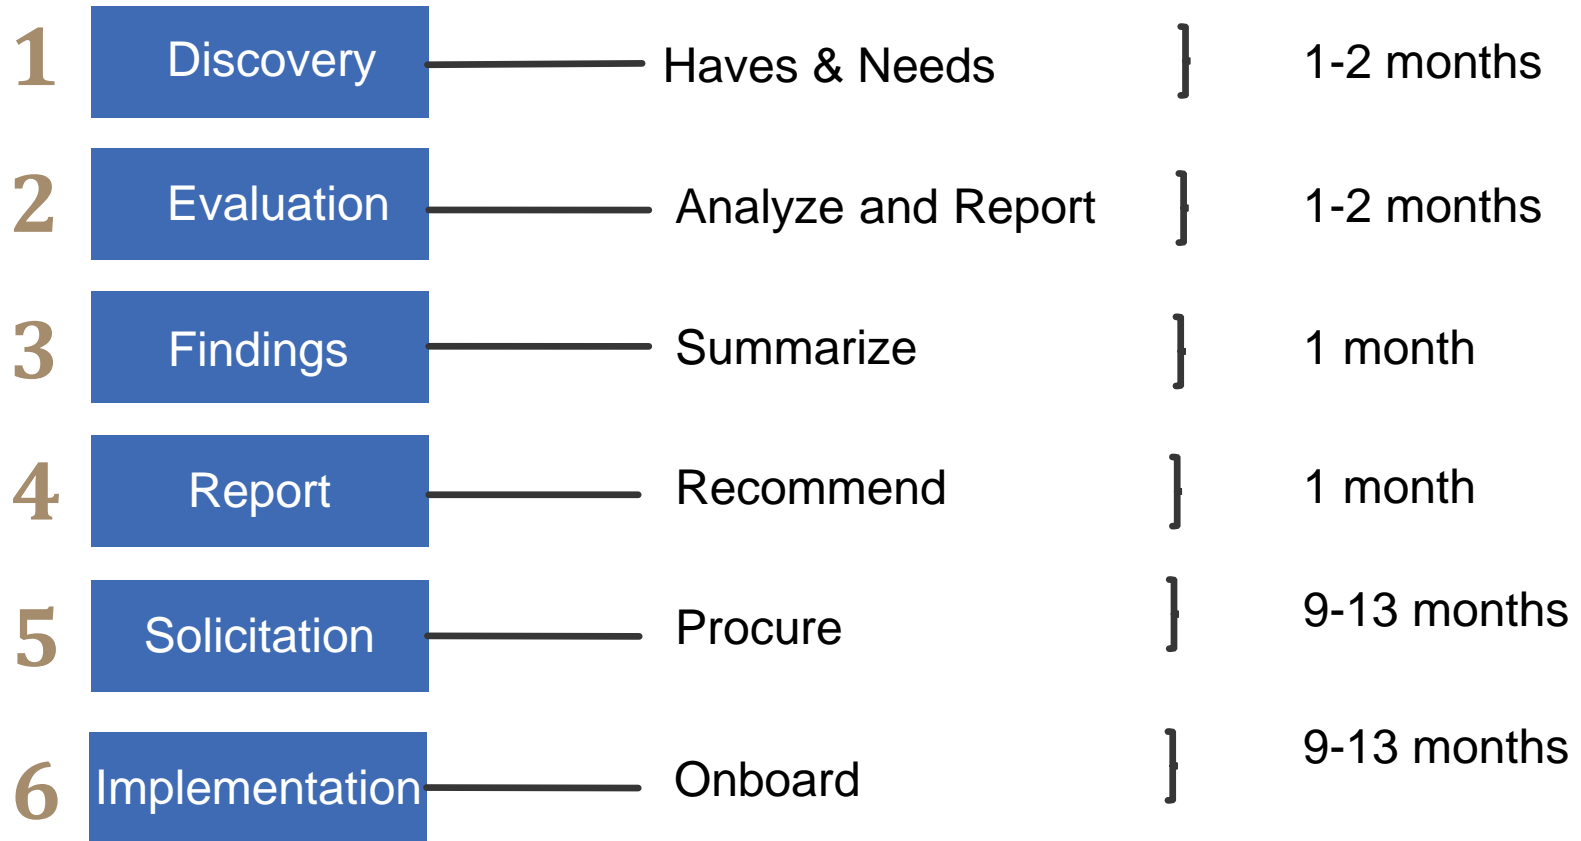 1 Discovery Haves & Needs 1-2 months
2 Evaluation Analyze and Report 1-2 months
3 Findings Summarize 1 month
4 Report Recommend 1 month
5 Solicitation Procure 9-13 months
6 Implementation Onboard 9-13 months